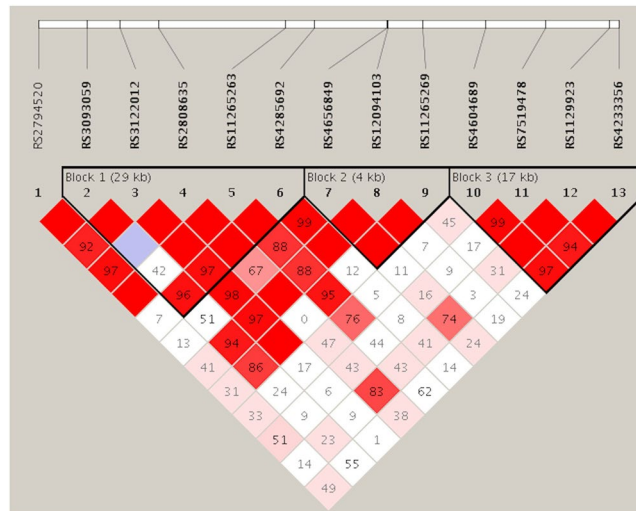 RS2794520
RS3093059
RS3122012
RS2808635
RS11265263
RS4285692
RS4656849
RS12094103
RS11265269
RS4604689
RS7519478
RS1129923
RS4233356
Block 1 (29 kb) Block 2 (4 kb) Block 3 (17 kb)
1 2 3 4 5 6 7 8 9 10 11 12 13
99 45 99
92 88 7 17 94
97 42 97 67 88 12 11 9 31 97
96 98 95 5 16 3 24
7 51 97 0 76 8 74 19
13 94 47 44 41 24
41 86 17 43 43 14
31 24 6 83 62
33 9 9 38
51 23 1
14 55
49